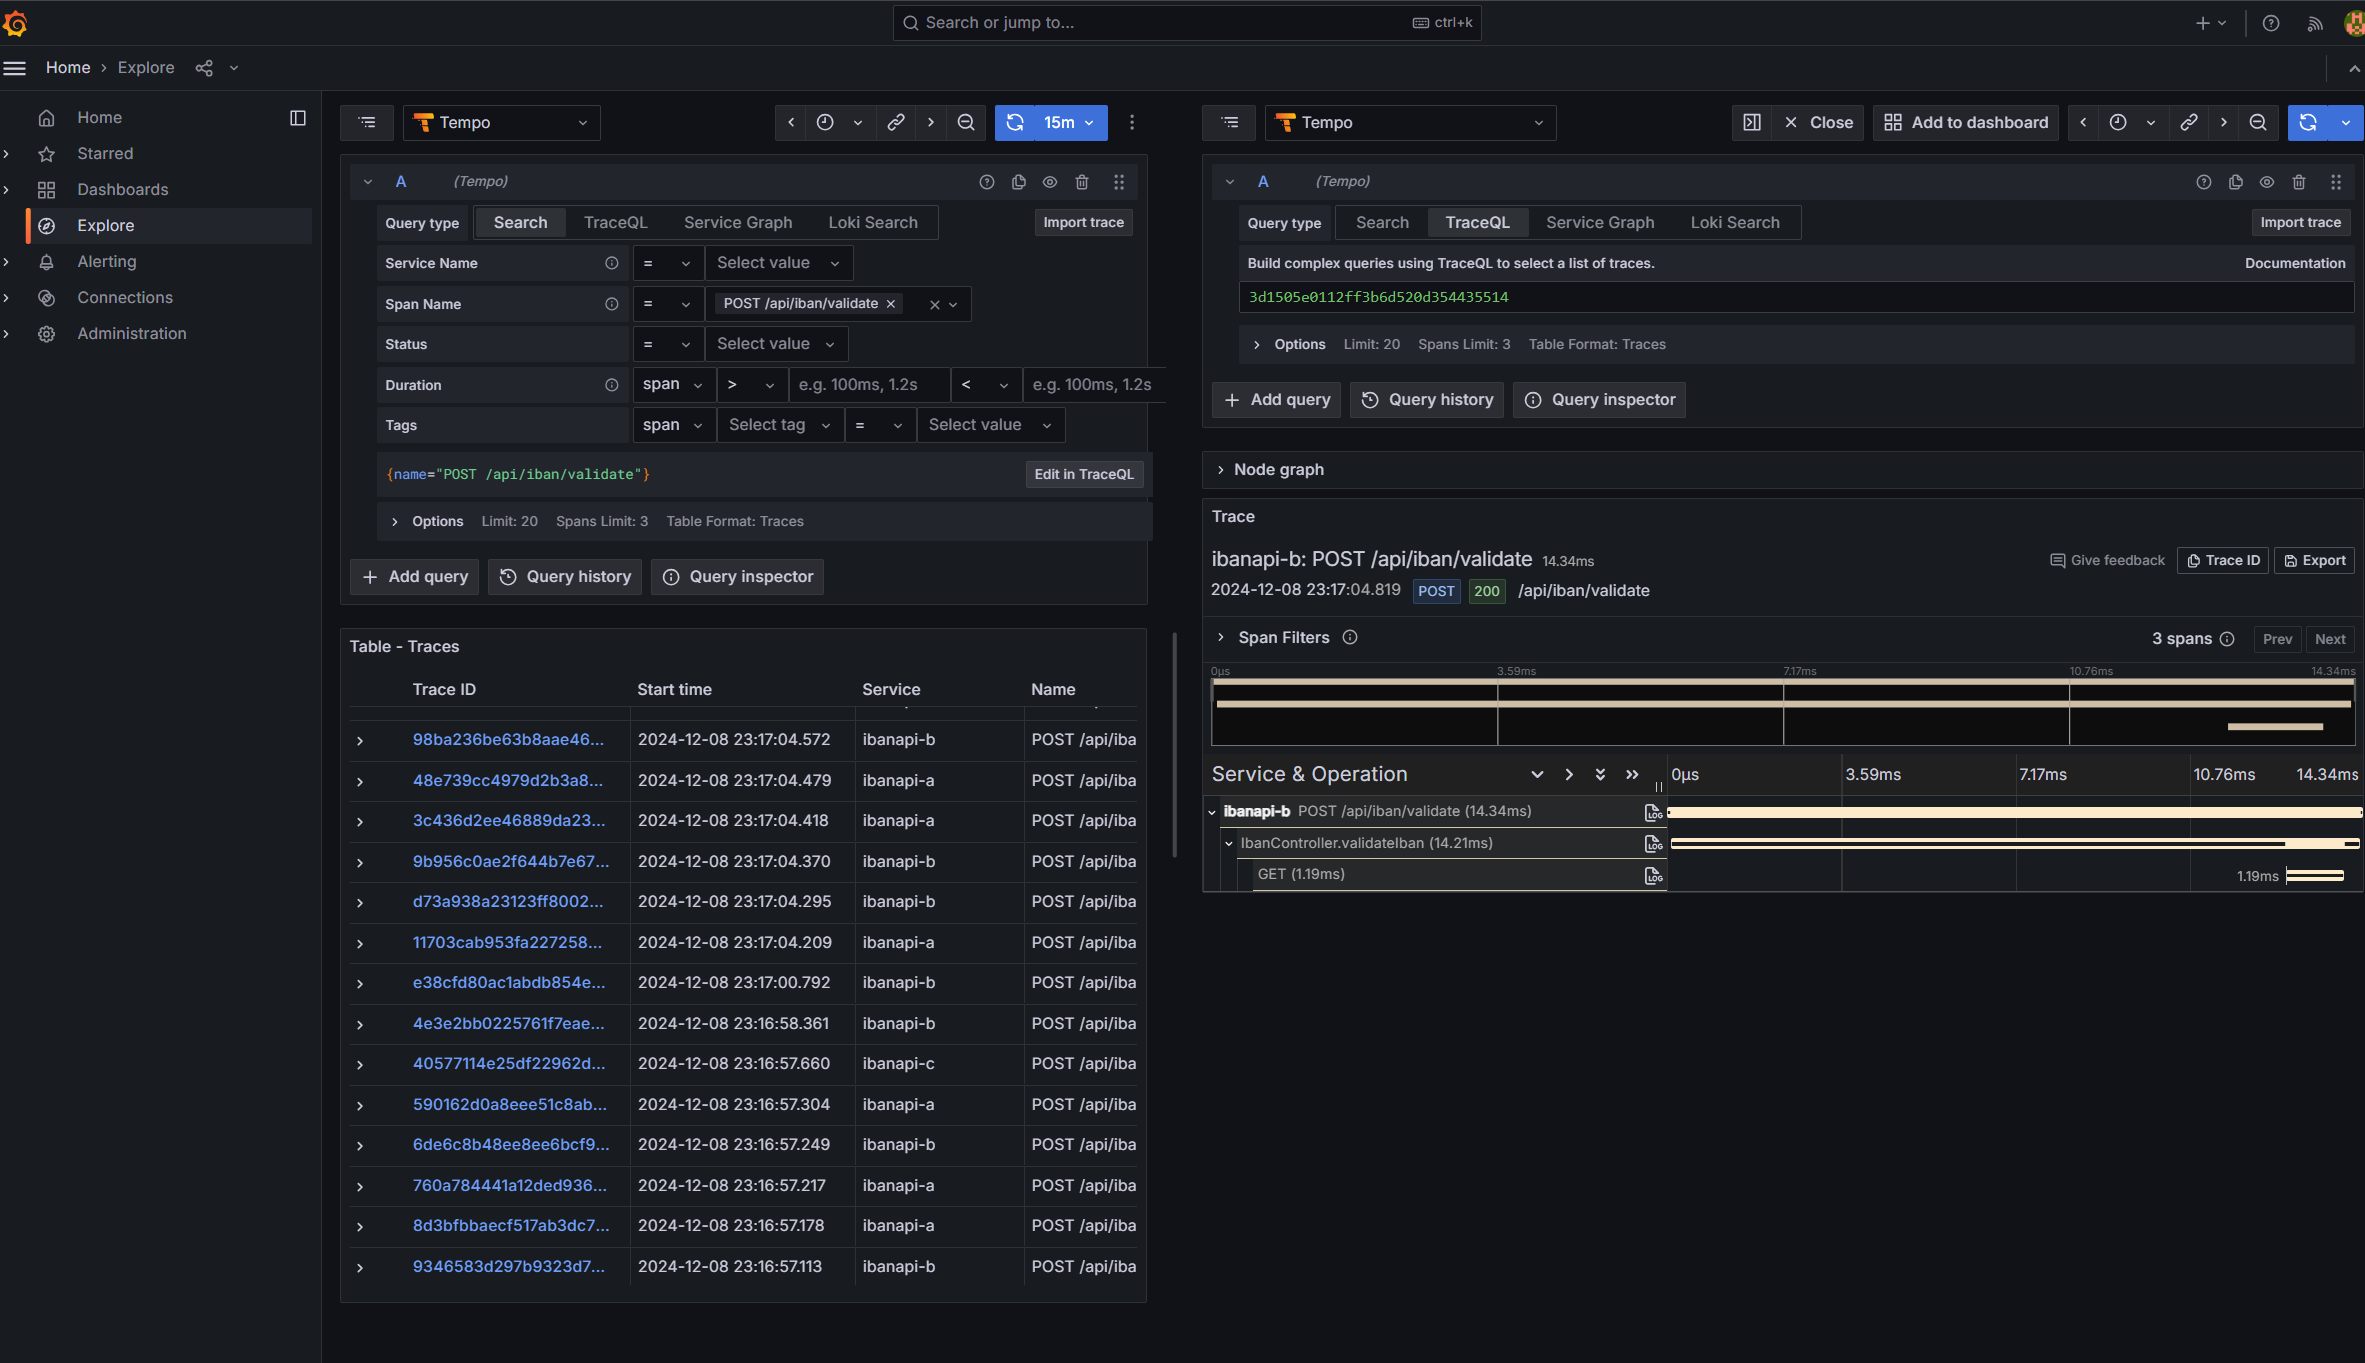 Search or jump to... ctrl+k
Home › Explore
Home
Starred
Dashboards
Explore
Alerting
Connections
Administration
Tempo
15m
A (Tempo)
Query type Search TraceQL Service Graph Loki Search Import trace
Service Name = Select value
Span Name = POST /api/iban/validate
Status = Select value
Duration span > e.g. 100ms, 1.2s < e.g. 100ms, 1.2s
Tags span Select tag = Select value
{name="POST /api/iban/validate"} Edit in TraceQL
Options Limit: 20 Spans Limit: 3 Table Format: Traces
+ Add query Query history Query inspector
Table - Traces
Trace ID Start time Service Name
98ba236be63b8aae46... 2024-12-08 23:17:04.572 ibanapi-b POST /api/iba
48e739cc4979d2b3a8... 2024-12-08 23:17:04.479 ibanapi-a POST /api/iba
3c436d2ee46889da23... 2024-12-08 23:17:04.418 ibanapi-a POST /api/iba
9b956c0ae2f644b7e67... 2024-12-08 23:17:04.370 ibanapi-b POST /api/iba
d73a938a23123ff8002... 2024-12-08 23:17:04.295 ibanapi-b POST /api/iba
11703cab953fa227258... 2024-12-08 23:17:04.209 ibanapi-a POST /api/iba
e38cfd80ac1abdb854e... 2024-12-08 23:17:00.792 ibanapi-b POST /api/iba
4e3e2bb0225761f7eae... 2024-12-08 23:16:58.361 ibanapi-b POST /api/iba
40577114e25df22962d... 2024-12-08 23:16:57.660 ibanapi-c POST /api/iba
590162d0a8eee51c8ab... 2024-12-08 23:16:57.304 ibanapi-a POST /api/iba
6de6c8b48ee8ee6bcf9... 2024-12-08 23:16:57.249 ibanapi-b POST /api/iba
760a784441a12ded936... 2024-12-08 23:16:57.217 ibanapi-a POST /api/iba
8d3bfbbaecf517ab3dc7... 2024-12-08 23:16:57.178 ibanapi-a POST /api/iba
9346583d297b9323d7... 2024-12-08 23:16:57.113 ibanapi-b POST /api/iba
Tempo
Close Add to dashboard
A (Tempo)
Query type Search TraceQL Service Graph Loki Search Import trace
Build complex queries using TraceQL to select a list of traces. Documentation
3d1505e0112ff3b6d520d354435514
Options Limit: 20 Spans Limit: 3 Table Format: Traces
+ Add query Query history Query inspector
Node graph
Trace
ibanapi-b: POST /api/iban/validate 14.34ms Give feedback Trace ID Export
2024-12-08 23:17:04.819 POST 200 /api/iban/validate
Span Filters 3 spans Prev Next
0μs 3.59ms 7.17ms 10.76ms 14.34ms
Service & Operation 0μs 3.59ms 7.17ms 10.76ms 14.34ms
ibanapi-b POST /api/iban/validate (14.34ms) LOG
IbanController.validateIban (14.21ms) LOG
GET (1.19ms) LOG 1.19ms